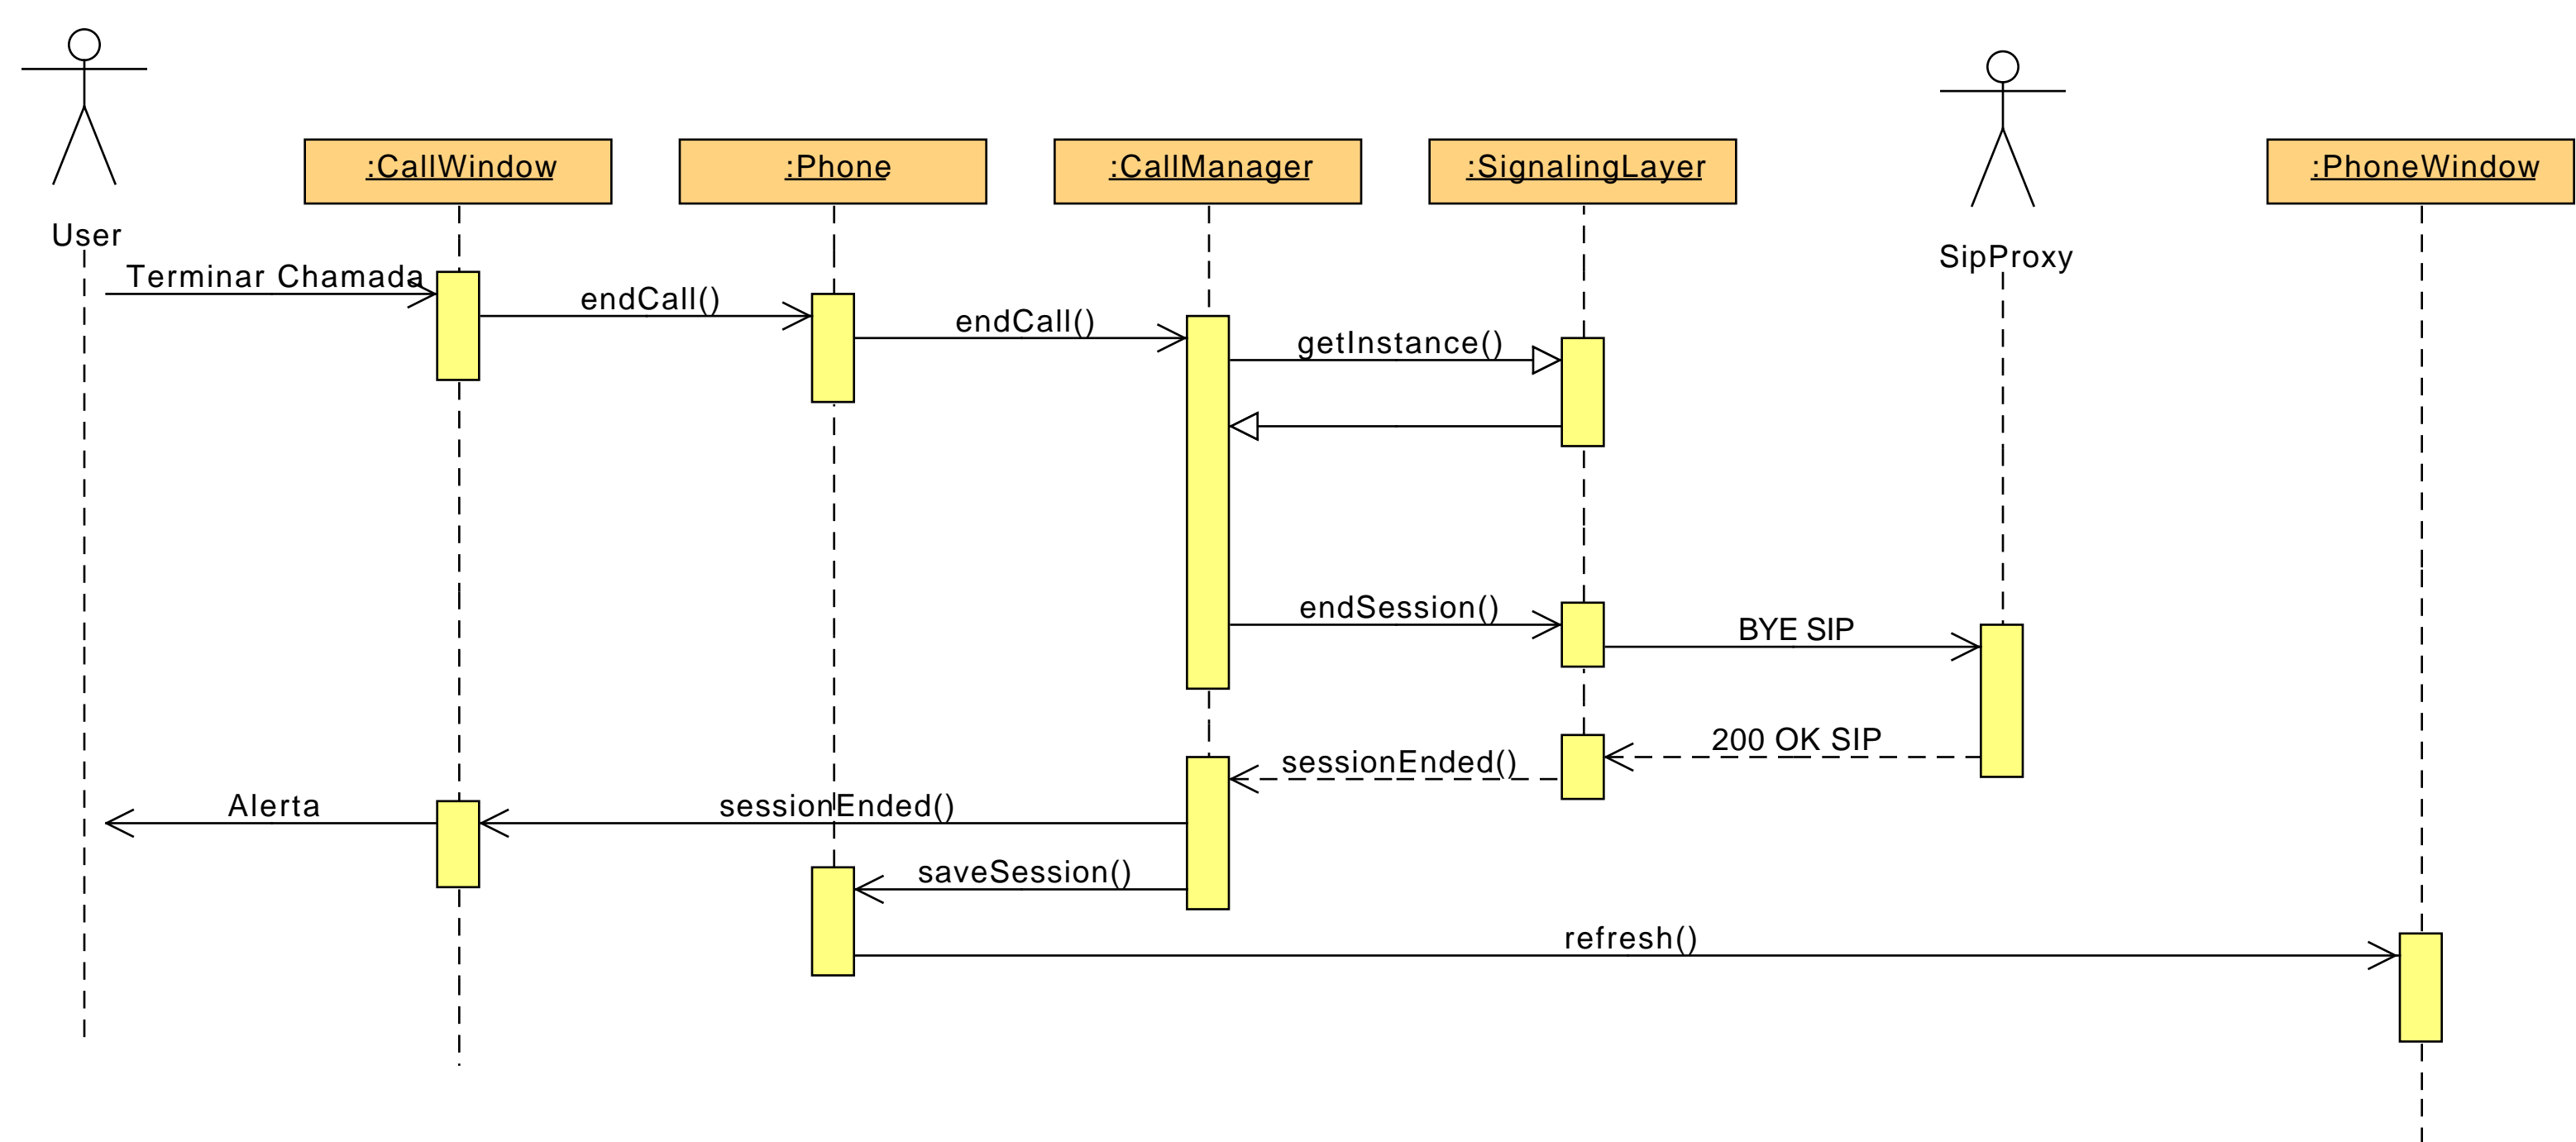 :CallWindow
:Phone
:CallManager
:SignalingLayer
:PhoneWindow
User
SipProxy
Terminar Chamada
endCall()
endCall()
getInstance()
endSession()
BYE SIP
200 OK SIP
sessionEnded()
Alerta
sessionEnded()
saveSession()
refresh()